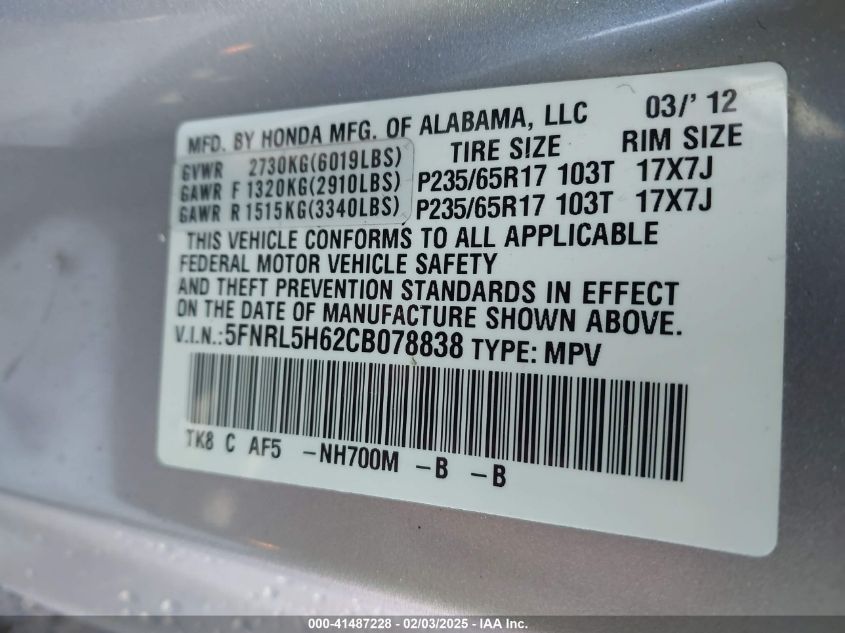 MFD. BY HONDA MFG. OF ALABAMA, LLC 03/' 12
GVWR 2730KG(6019LBS) TIRE SIZE RIM SIZE
GAWR F 1320KG(2910LBS) P235/65R17 103T 17X7J
GAWR R 1515KG(3340LBS) P235/65R17 103T 17X7J
THIS VEHICLE CONFORMS TO ALL APPLICABLE
FEDERAL MOTOR VEHICLE SAFETY
AND THEFT PREVENTION STANDARDS IN EFFECT
ON THE DATE OF MANUFACTURE SHOWN ABOVE.
V.I.N.:5FNRL5H62CB078838 TYPE: MPV
TK8 C AF5 -NH700M -B -B
000-41487228 - 02/03/2025 - IAA Inc.